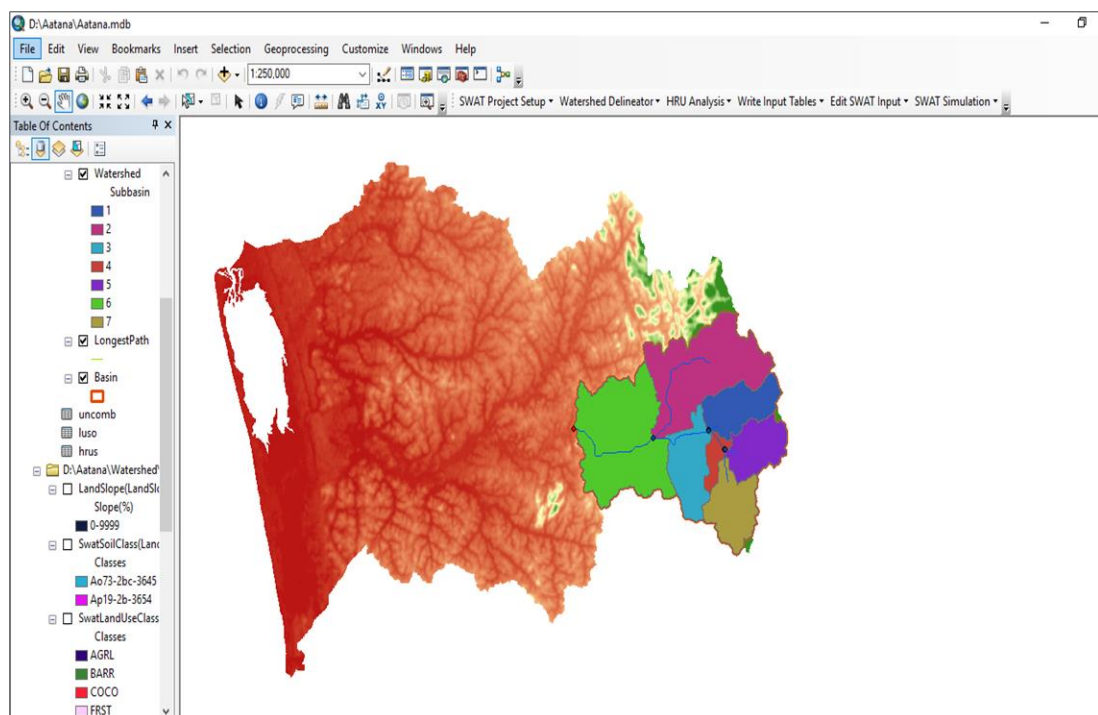 D:\Aatana\Aatana.mdb
File Edit View Bookmarks Insert Selection Geoprocessing Customize Windows Help
1:250,000
SWAT Project Setup Watershed Delineator HRU Analysis Write Input Tables Edit SWAT Input SWAT Simulation
Table Of Contents
Watershed
Subbasin
1
2
3
4
5
6
7
LongestPath
Basin
uncomb
luso
hrus
D:\Aatana\Watershed\
LandSlope(LandSlo
Slope(%)
0-9999
SwatSoilClass(Land
Classes
Ao73-2bc-3645
Ap19-2b-3654
SwatLandUseClass
Classes
AGRL
BARR
COCO
FRST